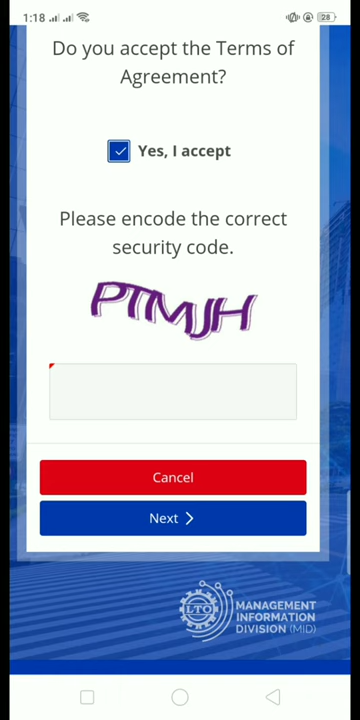 1:18
28
Do you accept the Terms of
Agreement?
Yes, I accept
Please encode the correct
security code.
Cancel
Next
LTO
MANAGEMENT
INFORMATION
DIVISION (MID)